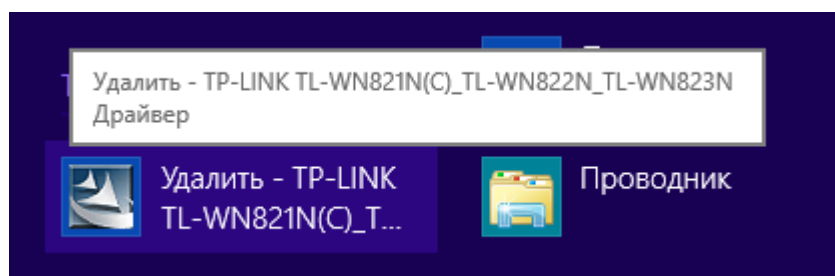 Удалить - TP-LINK TL-WN821N(C)_TL-WN822N_TL-WN823N
Драйвер
Удалить - TP-LINK
TL-WN821N(C)_T...
Проводник